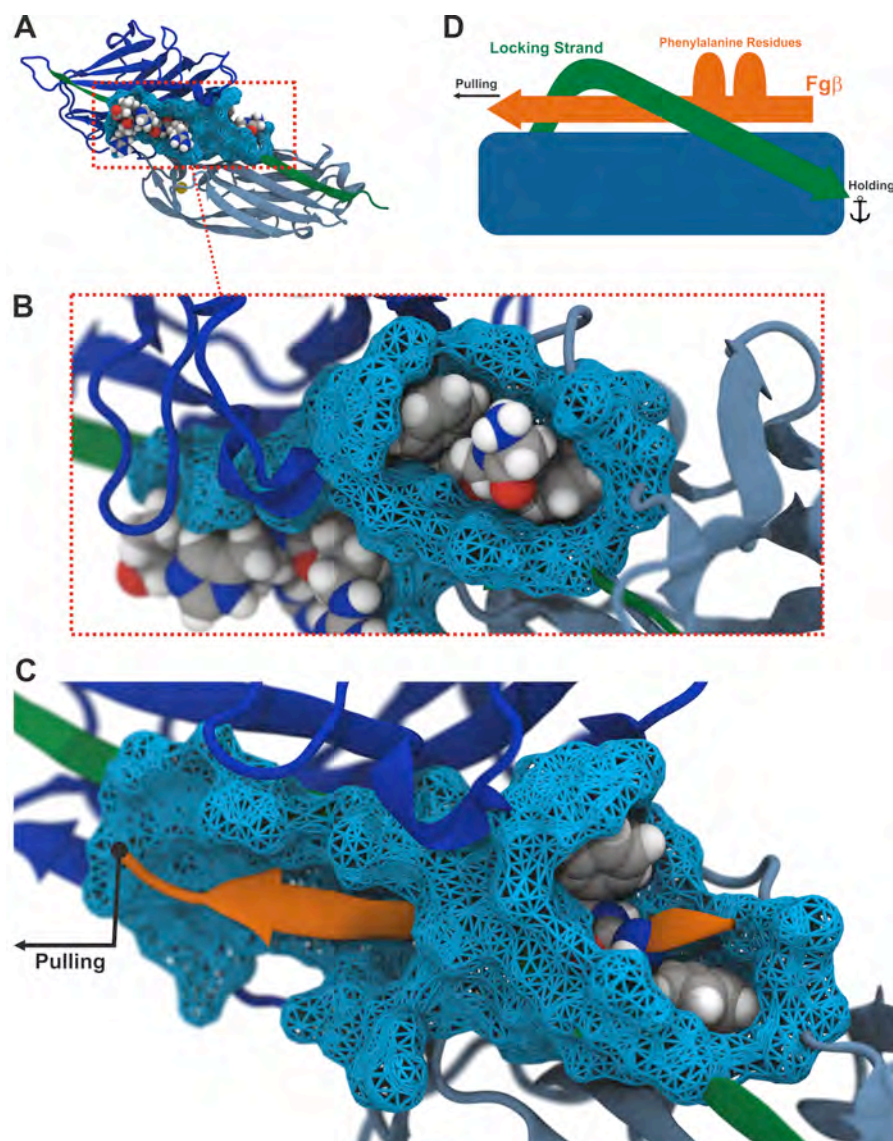 A
D
Locking Strand
Phenylalanine Residues
Pulling
Fgβ
Holding
B
C
Pulling